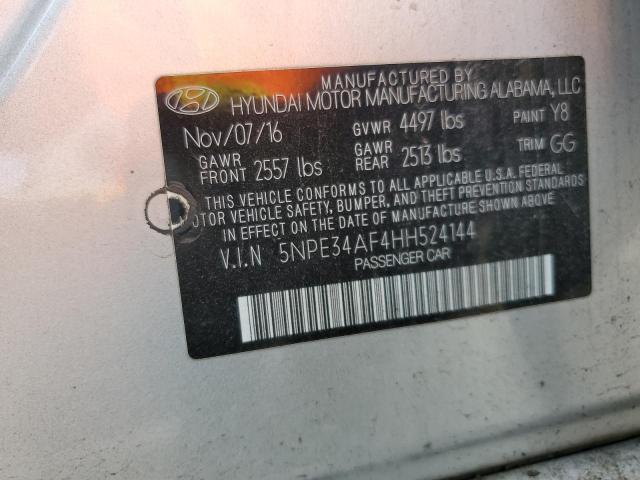 MANUFACTURED BY
HYUNDAI MOTOR MANUFACTURING ALABAMA, LLC
Nov/07/16 GVWR 4497 lbs PAINT Y8
GAWR FRONT 2557 lbs GAWR REAR 2513 lbs TRIM GG
THIS VEHICLE CONFORMS TO ALL APPLICABLE U.S.A. FEDERAL
MOTOR VEHICLE SAFETY, BUMPER, AND THEFT PREVENTION STANDARDS
IN EFFECT ON THE DATE OF MANUFACTURE SHOWN ABOVE.
V.I.N 5NPE34AF4HH524144
PASSENGER CAR